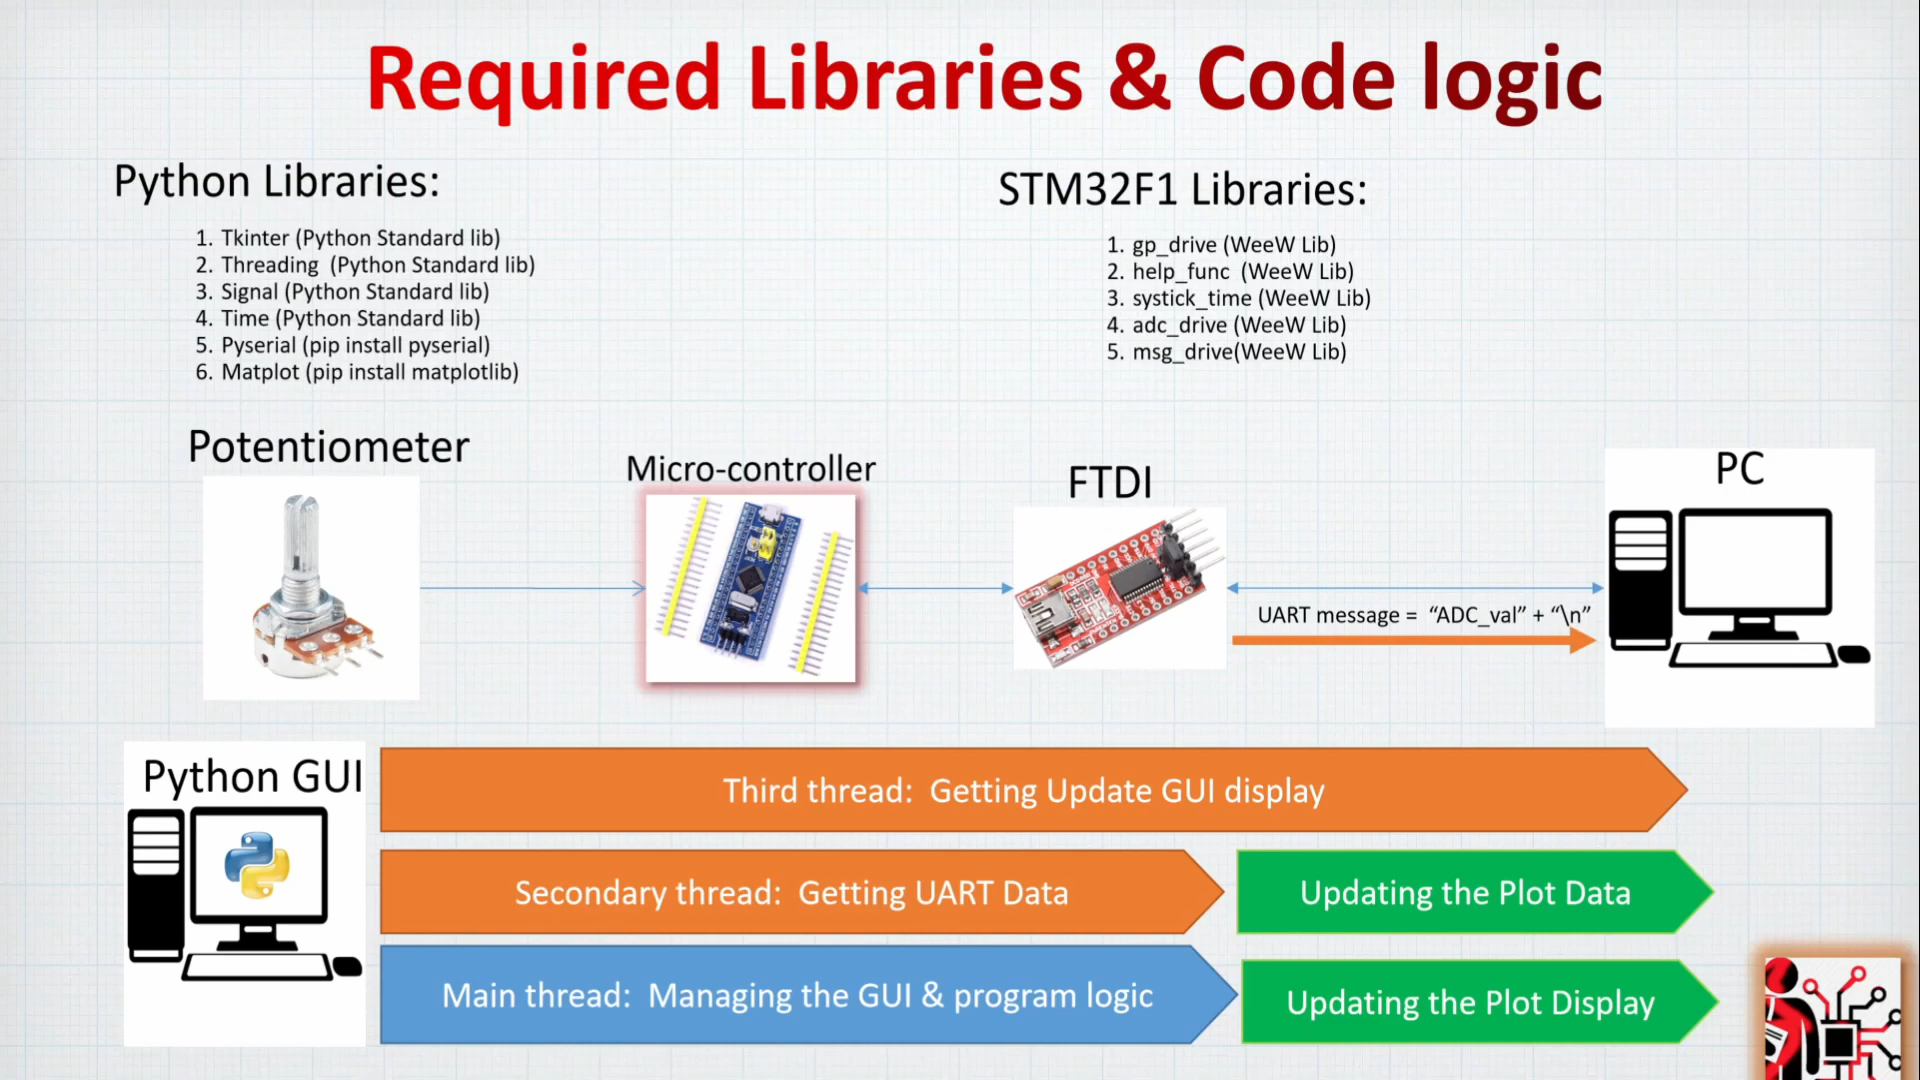 Required Libraries & Code logic
Python Libraries:
1. Tkinter (Python Standard lib)
2. Threading (Python Standard lib)
3. Signal (Python Standard lib)
4. Time (Python Standard lib)
5. Pyserial (pip install pyserial)
6. Matplot (pip install matplotlib)
STM32F1 Libraries:
1. gp_drive (WeeW Lib)
2. help_func (WeeW Lib)
3. systick_time (WeeW Lib)
4. adc_drive (WeeW Lib)
5. msg_drive(WeeW Lib)
Potentiometer
Micro-controller
FTDI
PC
UART message = “ADC_val” + “\n”
Python GUI
Third thread: Getting Update GUI display
Secondary thread: Getting UART Data
Updating the Plot Data
Main thread: Managing the GUI & program logic
Updating the Plot Display